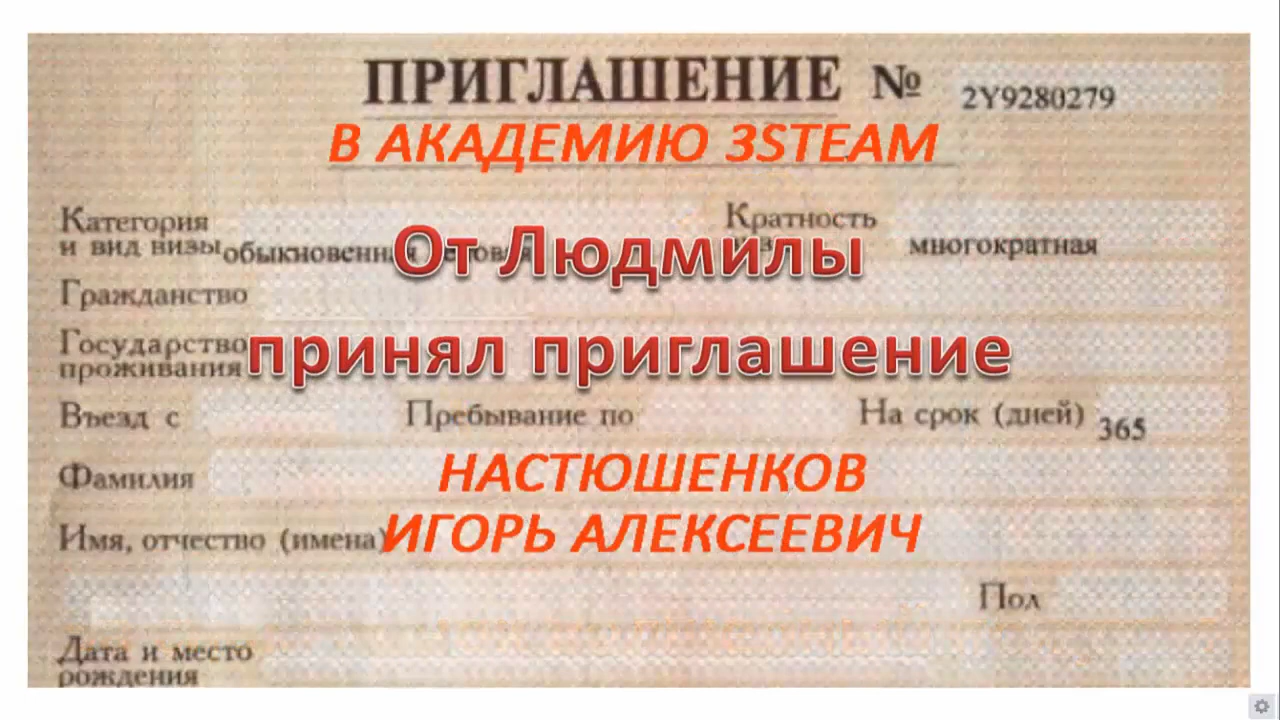 ПРИГЛАШЕНИЕ № 2Y9280279
В АКАДЕМИЮ 3STEAM
Категория
и вид визы
Кратность
многократная
От Людмилы
Гражданство
Государство
проживания
принял приглашение
Въезд с Пребывание по На срок (дней) 365
Фамилия НАСТЮШЕНКОВ
Имя, отчество (имена) ИГОРЬ АЛЕКСЕЕВИЧ
Пол
Дата и место
рождения